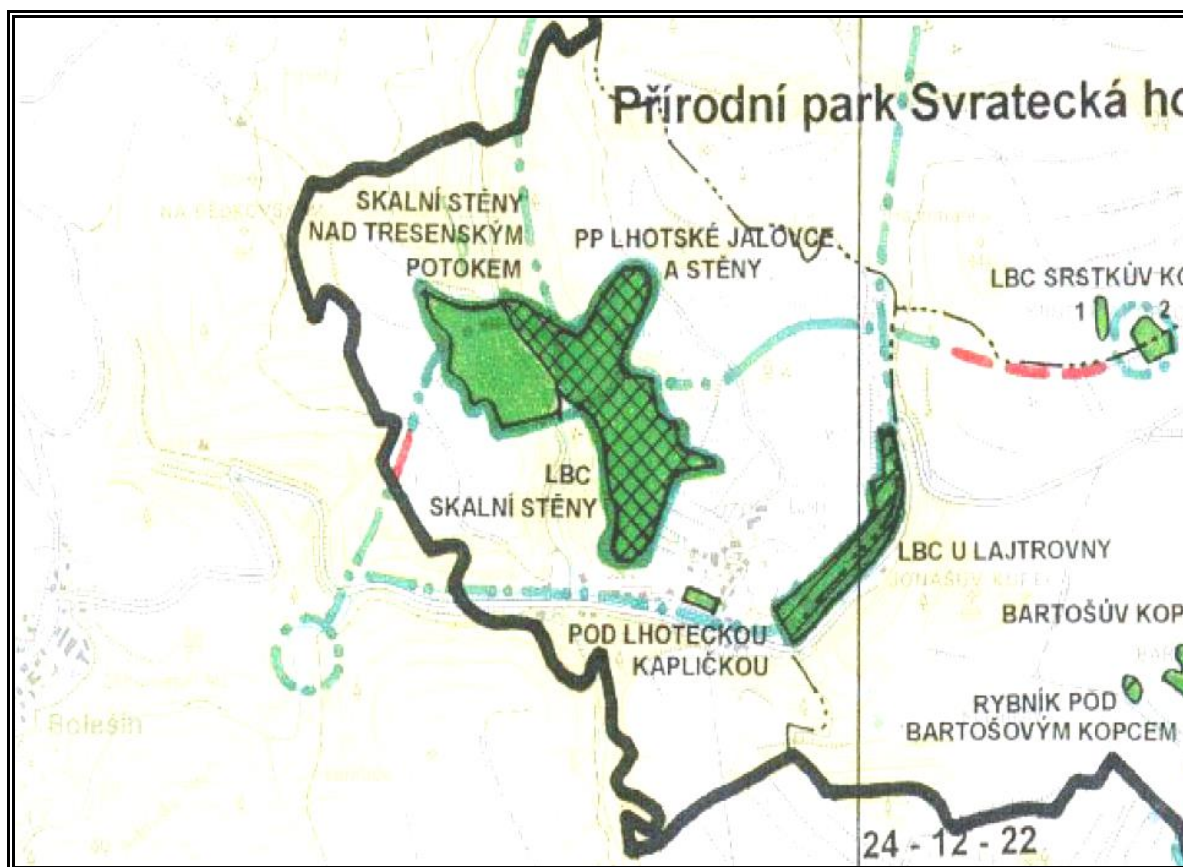 Přírodní park Svratecká ho
SKALNÍ STĚNY
NAD TRESENSKÝM
POTOKEM
PP LHOTSKÉ JALOVCE
A STĚNY
LBC SRSTKŮV KO
1
2
LBC
SKALNÍ STĚNY
LBC U LAJTROVNY
BARTOŠŮV KOP
POD LHOTECKOU
KAPLIČKOU
RYBNÍK POD
BARTOŠOVÝM KOPCEM
Bolešín
24 - 12 - 22